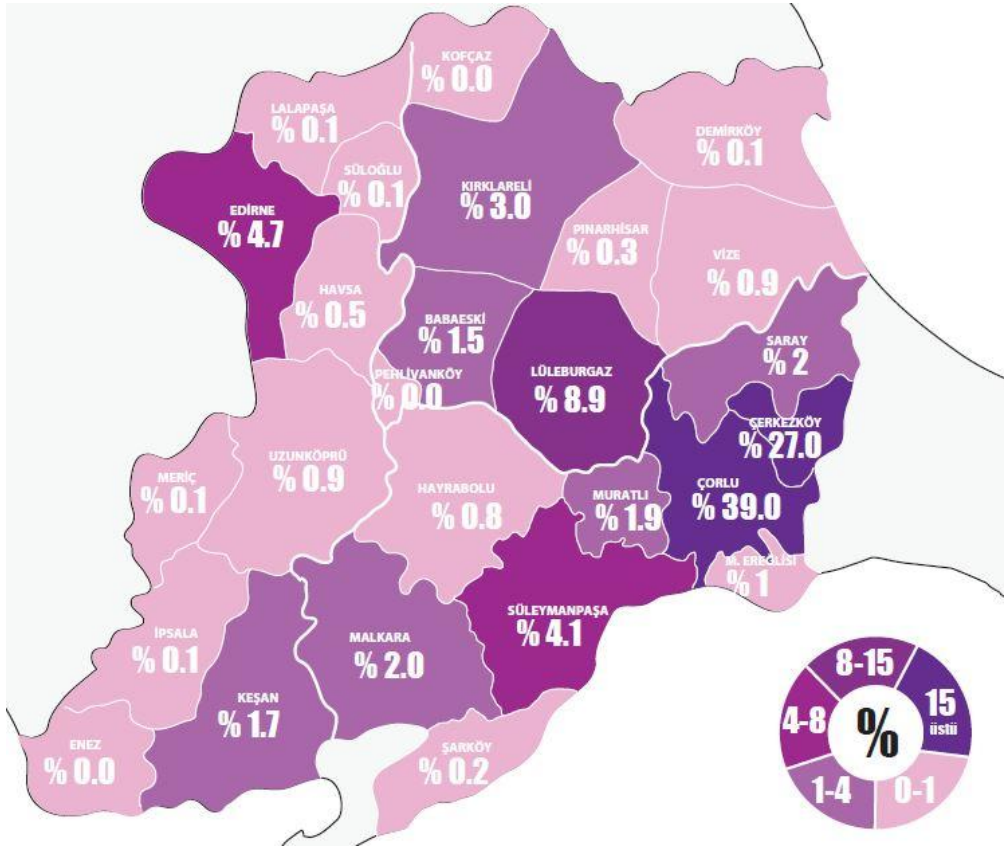 KOFÇAZ
% 0.0
LALAPAŞA
% 0.1
DEMİRKÖY
% 0.1
SÜLOĞLU
% 0.1
KIRKLARELİ
% 3.0
EDİRNE
% 4.7
PINARHİSAR
% 0.3
VİZE
% 0.9
HAVSA
% 0.5
BABAESKİ
% 1.5
SARAY
% 2
PEHLİVANKÖY
% 0.0
LÜLEBURGAZ
% 8.9
ÇERKEZKÖY
% 27.0
UZUNKÖPRÜ
% 0.9
MERİÇ
% 0.1
HAYRABOLU
% 0.8
MURATLI
% 1.9
ÇORLU
% 39.0
M. EREĞLİSİ
% 1
SÜLEYMANPAŞA
% 4.1
İPSALA
% 0.1
MALKARA
% 2.0
KEŞAN
% 1.7
ENEZ
% 0.0
ŞARKÖY
% 0.2
8-15
15
üstü
4-8
%
1-4
0-1